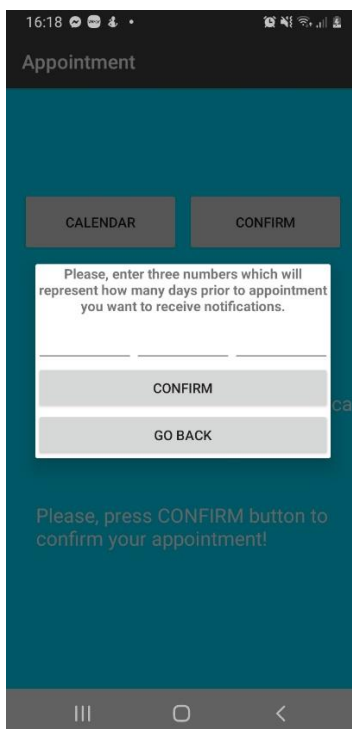 16:18
Appointment
CALENDAR
CONFIRM
Please, enter three numbers which will
represent how many days prior to appointment
you want to receive notifications.
CONFIRM
ca
GO BACK
Please, press CONFIRM button to
confirm your appointment!